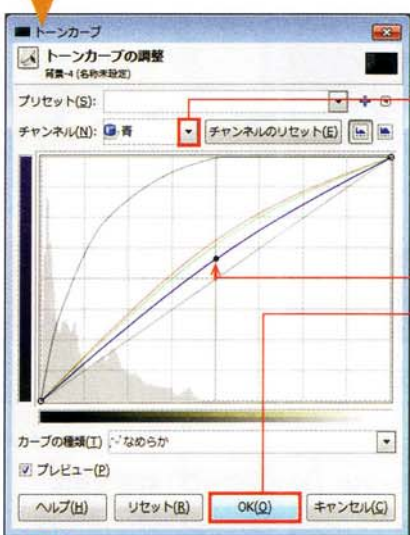 トーンカーブ
トーンカーブの調整
背景-4 (名称未設定)
プリセット(S):
チャンネル(N): 青 チャンネルのリセット(E)
カーブの種類(T) なめらか
プレビュー(P)
ヘルプ(H) リセット(R) OK(O) キャンセル(C)